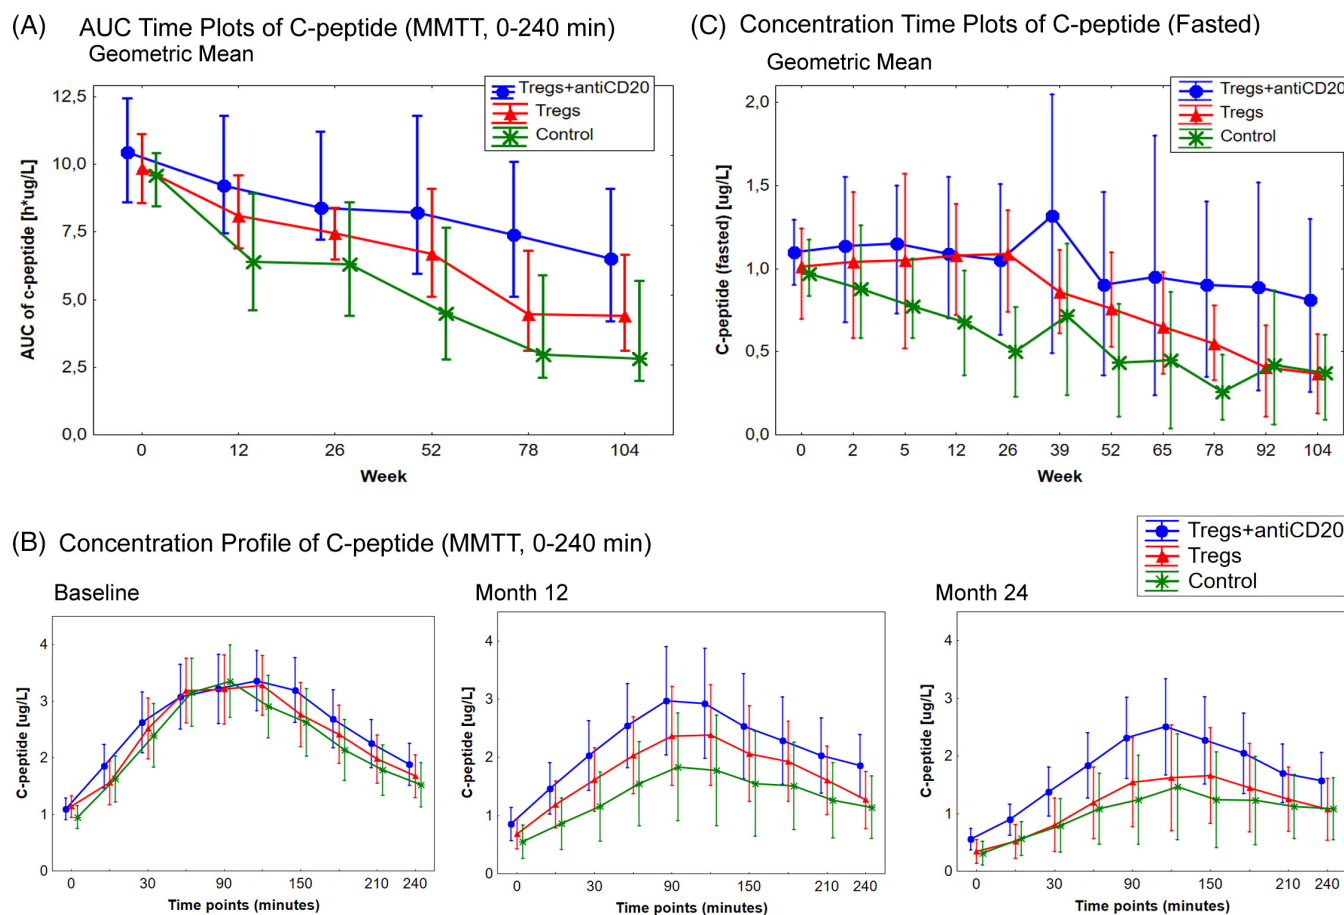 (A) AUC Time Plots of C-peptide (MMTT, 0-240 min)
Geometric Mean
Tregs+antiCD20
Tregs
Control
12,5
10,0
7,5
5,0
2,5
0,0
AUC of c-peptide [h*ug/L]
0 12 26 52 78 104
Week
(C) Concentration Time Plots of C-peptide (Fasted)
Geometric Mean
Tregs+antiCD20
Tregs
Control
2,0
1,5
1,0
0,5
0,0
C-peptide (fasted) [ug/L]
0 2 5 12 26 39 52 65 78 92 104
Week
(B) Concentration Profile of C-peptide (MMTT, 0-240 min)
Tregs+antiCD20
Tregs
Control
Baseline
4
3
2
1
0
C-peptide [ug/L]
0 30 90 150 210 240
Time points (minutes)
Month 12
4
3
2
1
0
C-peptide [ug/L]
0 30 90 150 210 240
Time points (minutes)
Month 24
4
3
2
1
0
C-peptide [ug/L]
0 30 90 150 210 240
Time points (minutes)